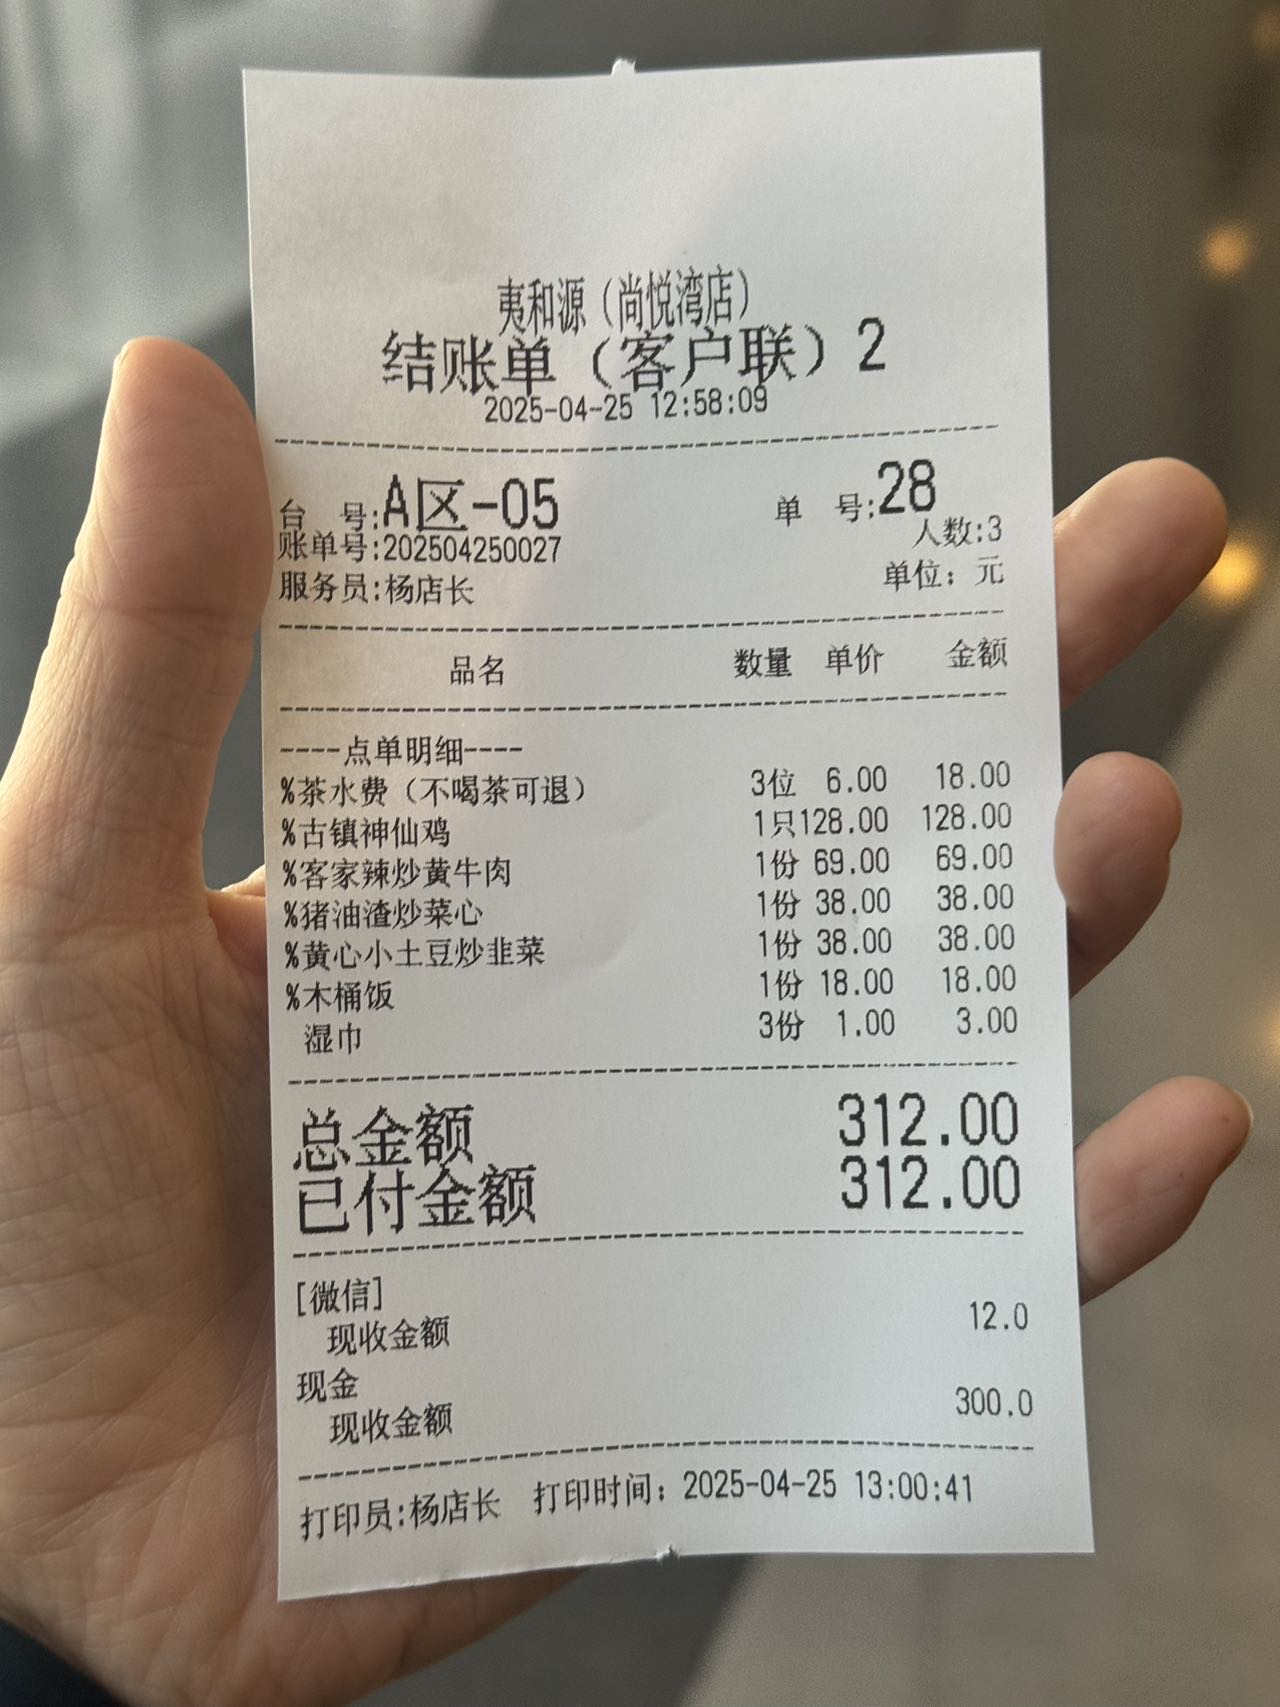 夷和源（尚悦湾店）
结账单（客户联）2
2025-04-25 12:58:09
台 号:A区-05 单 号:28
人数:3
账单号:202504250027
服务员:杨店长 单位：元
品名 数量 单价 金额
----点单明细----
%茶水费（不喝茶可退） 3位 6.00 18.00
%古镇神仙鸡 1只128.00 128.00
%客家辣炒黄牛肉 1份 69.00 69.00
%猪油渣炒菜心 1份 38.00 38.00
%黄心小土豆炒韭菜 1份 38.00 38.00
%木桶饭 1份 18.00 18.00
湿巾 3份 1.00 3.00
总金额 312.00
已付金额 312.00
[微信]
现收金额 12.0
现金
现收金额 300.0
打印员:杨店长 打印时间：2025-04-25 13:00:41